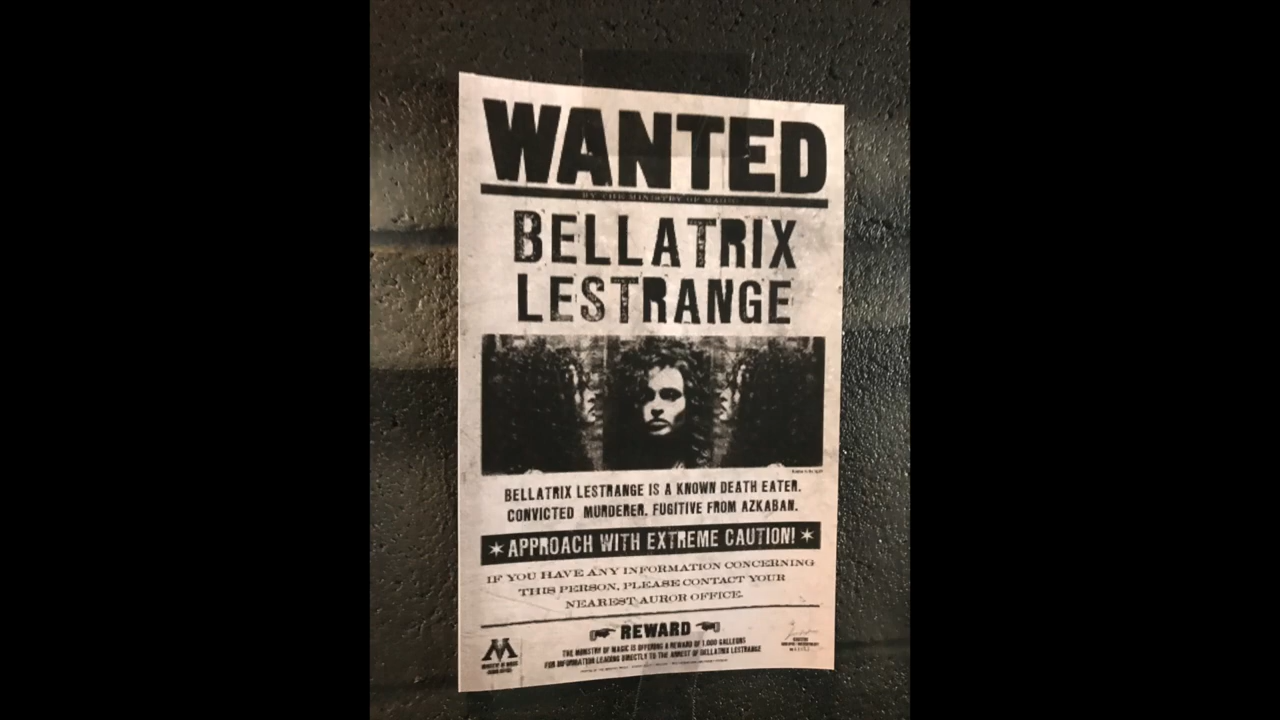 WANTED
BY THE MINISTRY OF MAGIC
BELLATRIX
LESTRANGE
BELLATRIX LESTRANGE IS A KNOWN DEATH EATER,
CONVICTED MURDERER, FUGITIVE FROM AZKABAN.
APPROACH WITH EXTREME CAUTION!
IF YOU HAVE ANY INFORMATION CONCERNING
THIS PERSON, PLEASE CONTACT YOUR
NEAREST AUROR OFFICE.
REWARD
THE MINISTRY OF MAGIC IS OFFERING A REWARD OF 1,000 GALLEONS
FOR INFORMATION LEADING DIRECTLY TO THE ARREST OF BELLATRIX LESTRANGE
M
MINISTRY OF MAGIC